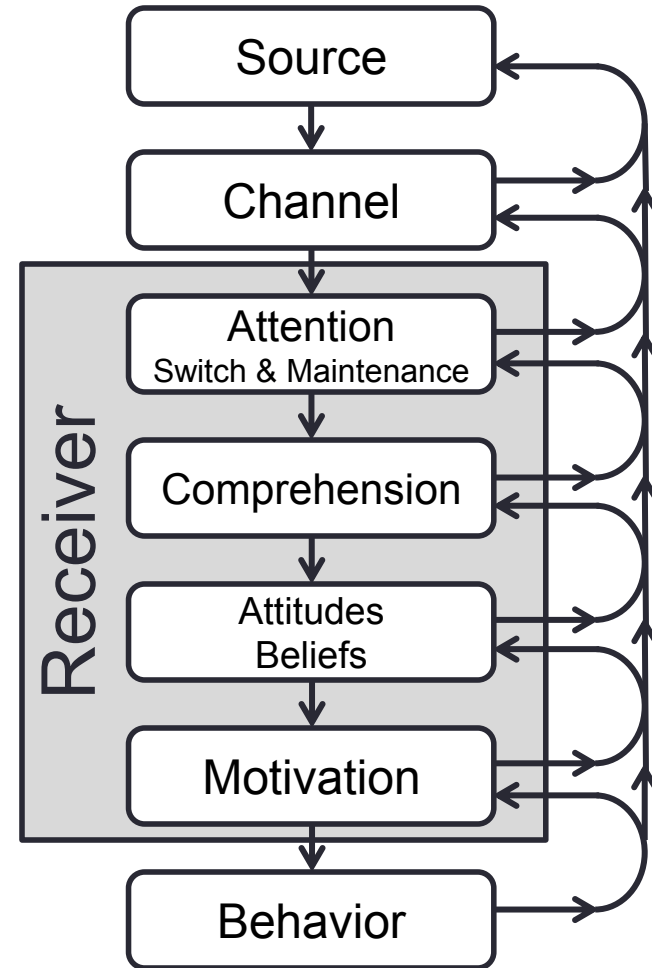 Source
Channel
Receiver
Attention
Switch & Maintenance
Comprehension
Attitudes
Beliefs
Motivation
Behavior